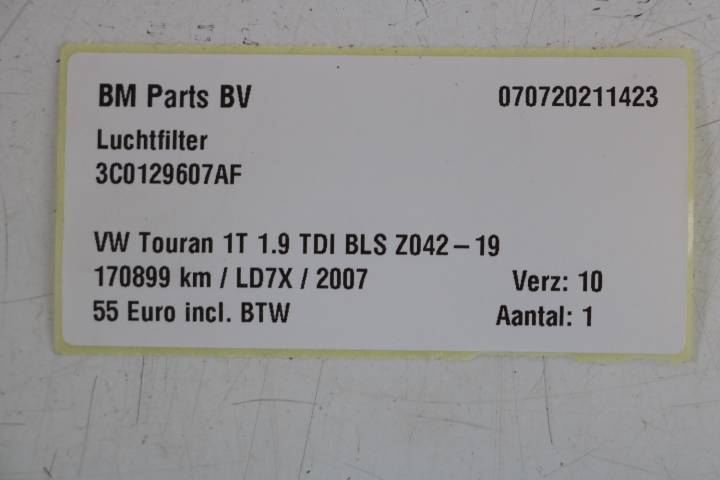 BM Parts BV 070720211423
Luchtfilter
3C0129607AF
VW Touran 1T 1.9 TDI BLS Z042-19
170899 km / LD7X / 2007 Verz: 10
55 Euro incl. BTW Aantal: 1